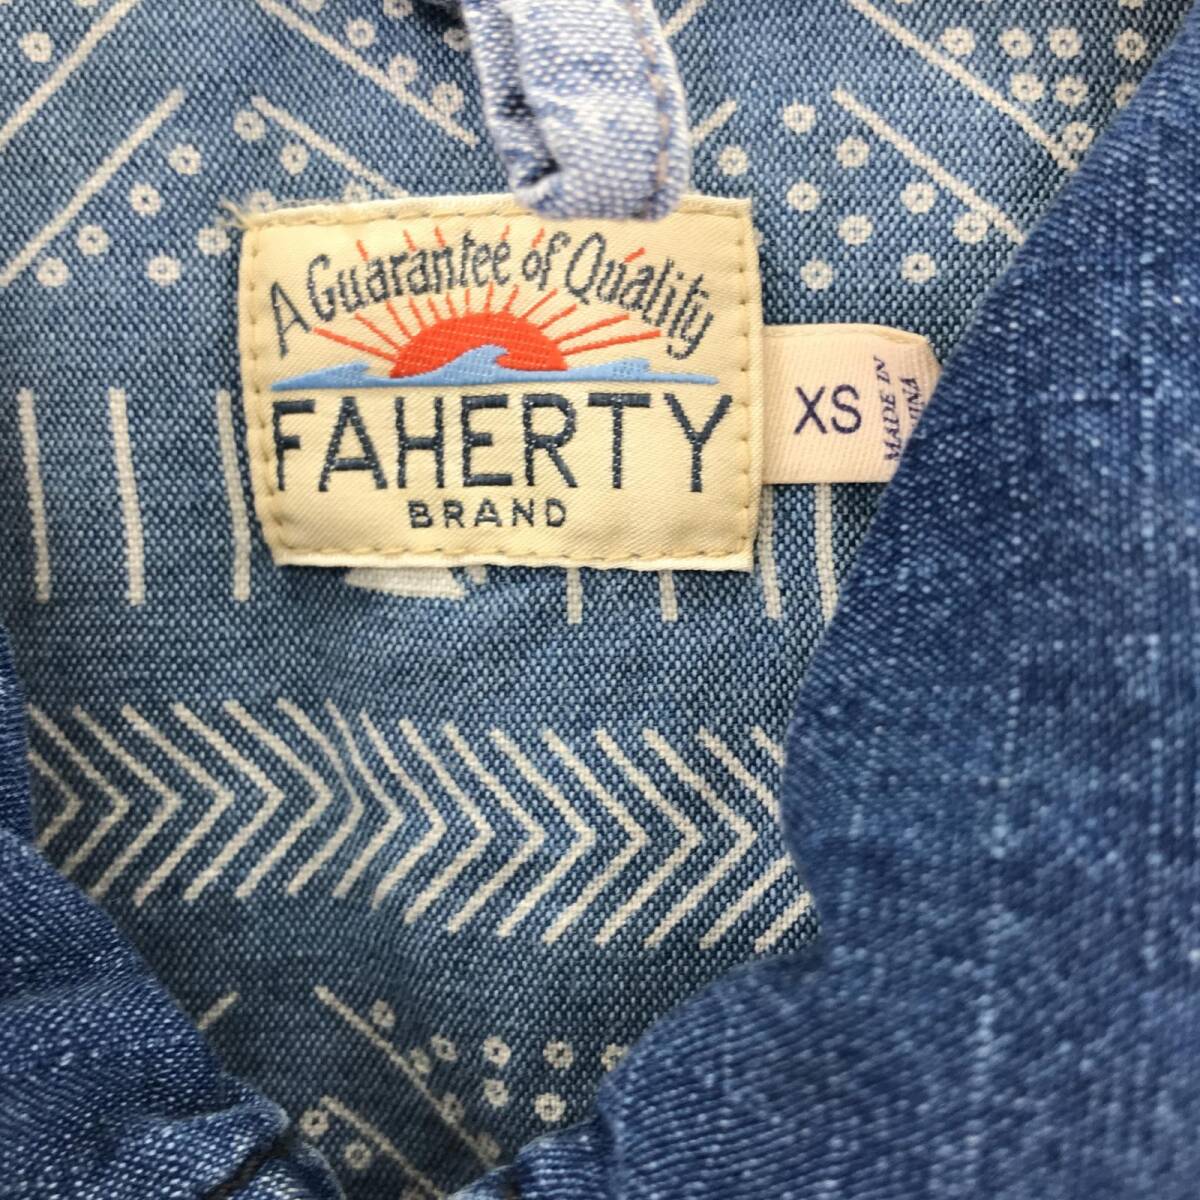 A Guarantee of Quality
FAHERTY
BRAND
XS
MADE IN